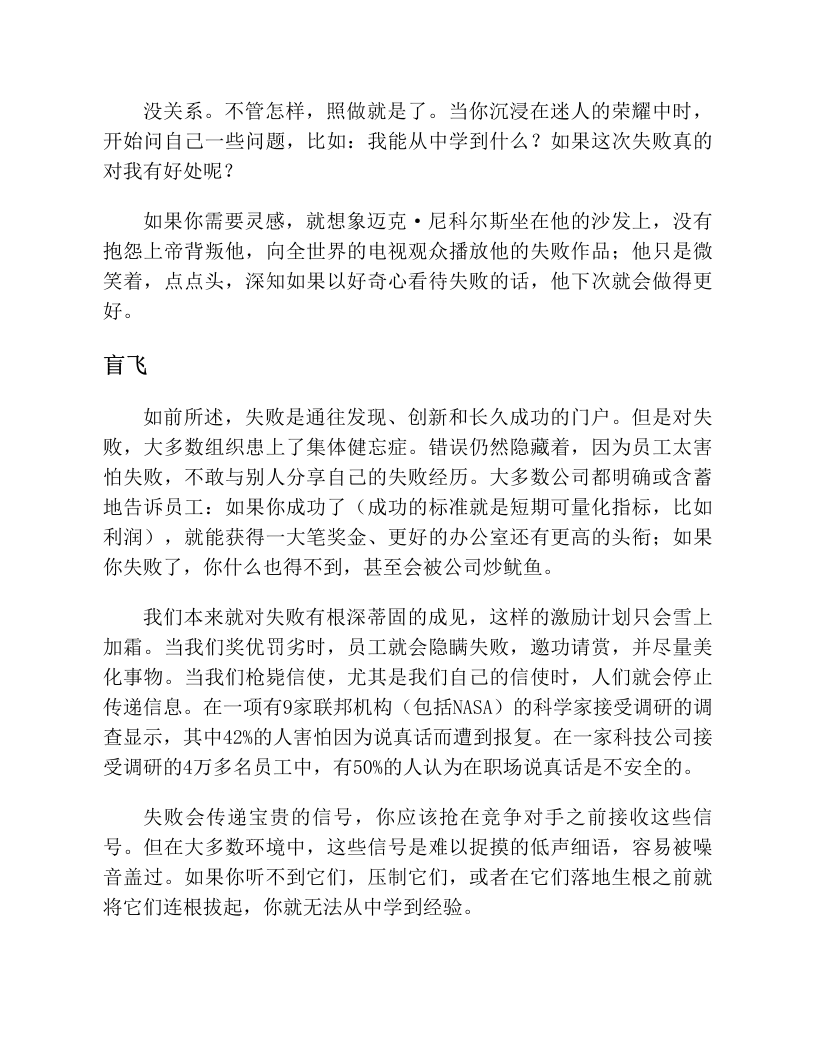 没关系。不管怎样，照做就是了。当你沉浸在迷人的荣耀中时，
开始问自己一些问题，比如：我能从中学到什么？如果这次失败真的
对我有好处呢？
如果你需要灵感，就想象迈克·尼科尔斯坐在他的沙发上，没有
抱怨上帝背叛他，向全世界的电视观众播放他的失败作品；他只是微
笑着，点点头，深知如果以好奇心看待失败的话，他下次就会做得更
好。
盲飞
如前所述，失败是通往发现、创新和长久成功的门户。但是对失
败，大多数组织患上了集体健忘症。错误仍然隐藏着，因为员工太害
怕失败，不敢与别人分享自己的失败经历。大多数公司都明确或含蓄
地告诉员工：如果你成功了（成功的标准就是短期可量化指标，比如
利润），就能获得一大笔奖金、更好的办公室还有更高的头衔；如果
你失败了，你什么也得不到，甚至会被公司炒鱿鱼。
我们本来就对失败有根深蒂固的成见，这样的激励计划只会雪上
加霜。当我们奖优罚劣时，员工就会隐瞒失败，邀功请赏，并尽量美
化事物。当我们枪毙信使，尤其是我们自己的信使时，人们就会停止
传递信息。在一项有9家联邦机构（包括NASA）的科学家接受调研的调
查显示，其中42%的人害怕因为说真话而遭到报复。在一家科技公司接
受调研的4万多名员工中，有50%的人认为在职场说真话是不安全的。
失败会传递宝贵的信号，你应该抢在竞争对手之前接收这些信
号。但在大多数环境中，这些信号是难以捉摸的低声细语，容易被噪
音盖过。如果你听不到它们，压制它们，或者在它们落地生根之前就
将它们连根拔起，你就无法从中学到经验。